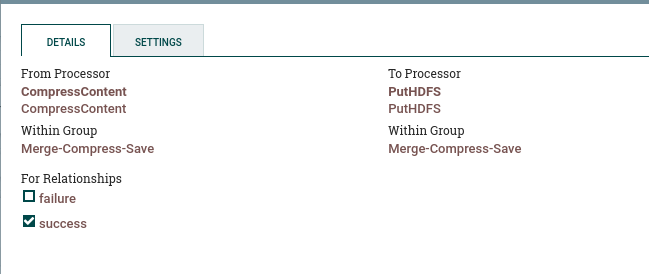 DETAILS
SETTINGS
From Processor
CompressContent
CompressContent
Within Group
Merge-Compress-Save
To Processor
PutHDFS
PutHDFS
Within Group
Merge-Compress-Save
For Relationships
failure
success